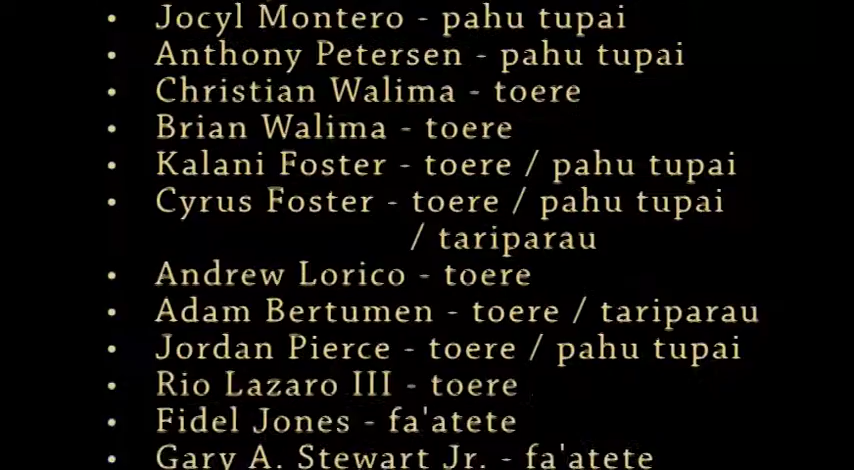 • Jocyl Montero - pahu tupai
• Anthony Petersen - pahu tupai
• Christian Walima - toere
• Brian Walima - toere
• Kalani Foster - toere / pahu tupai
• Cyrus Foster - toere / pahu tupai
/ tariparau
• Andrew Lorico - toere
• Adam Bertumen - toere / tariparau
• Jordan Pierce - toere / pahu tupai
• Rio Lazaro III - toere
• Fidel Jones - fa'atete
• Gary A. Stewart Jr. - fa'atete